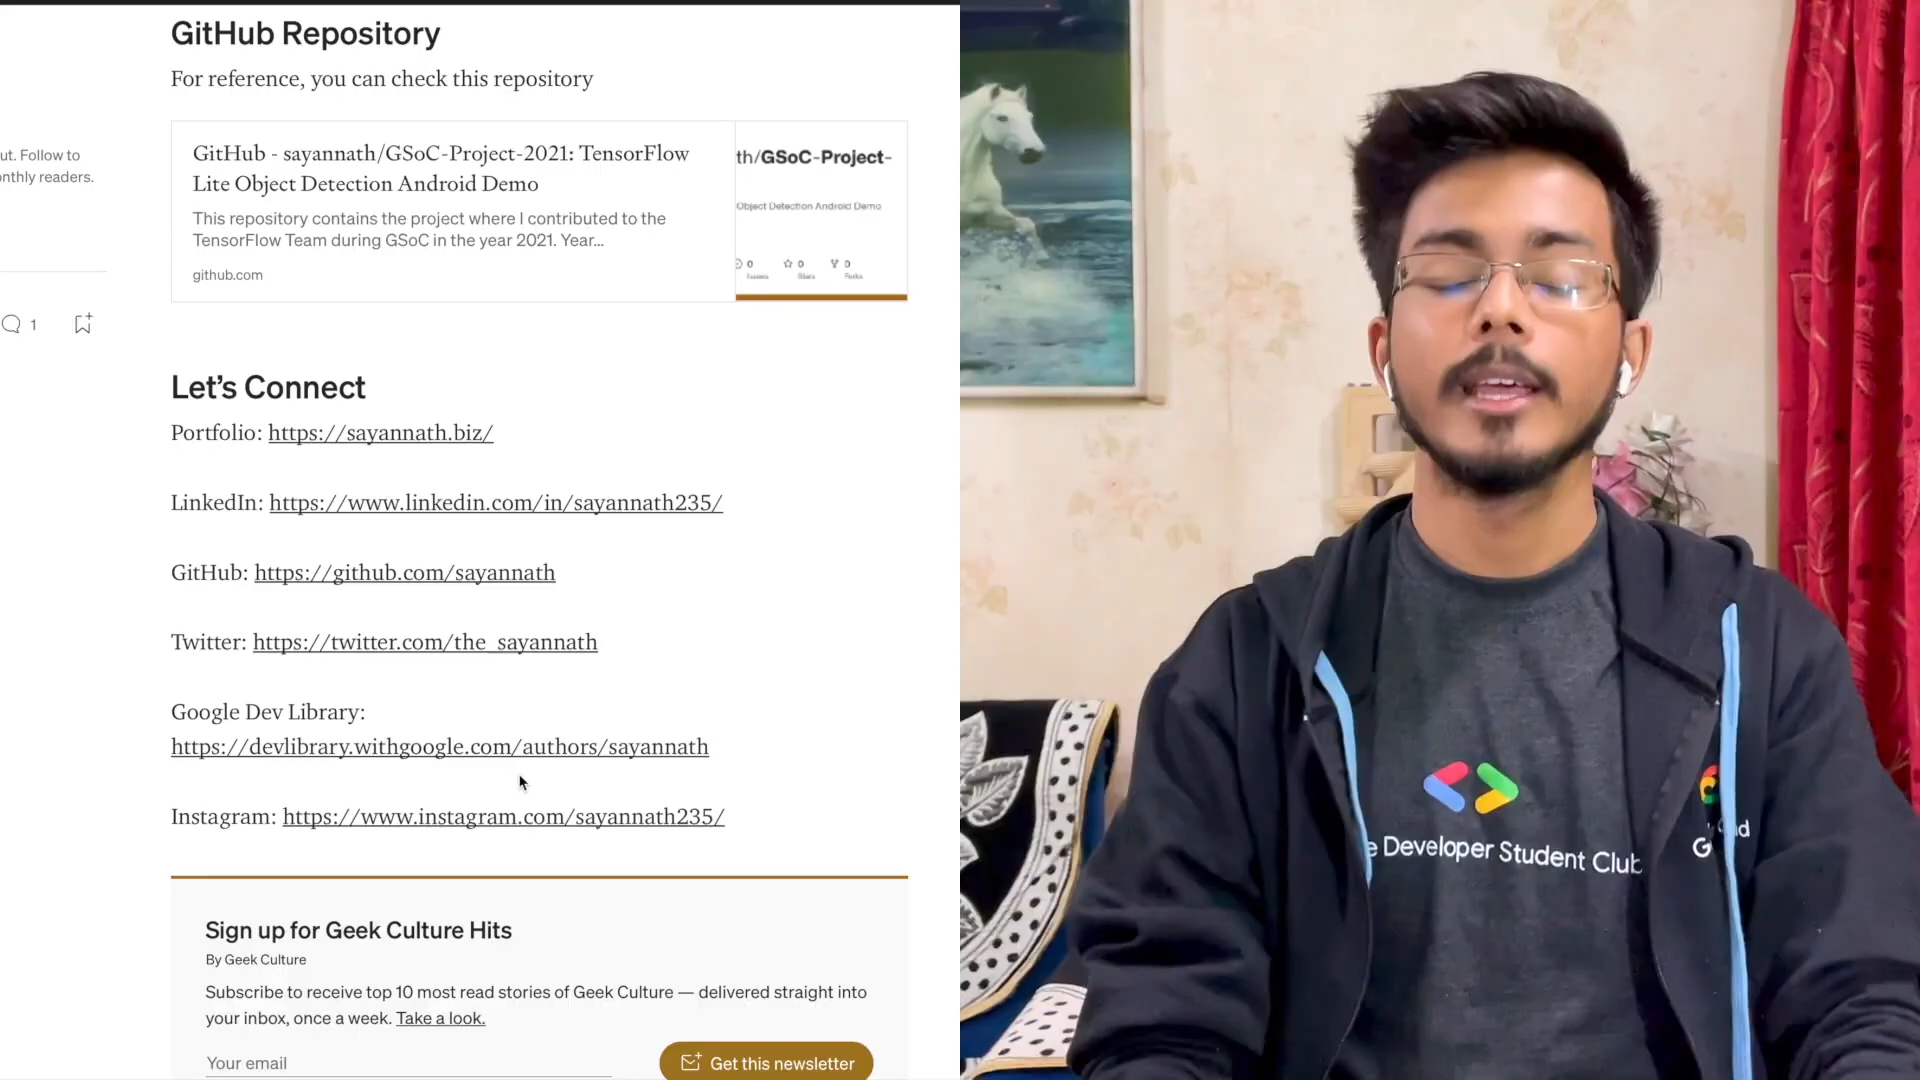 GitHub Repository
For reference, you can check this repository
ut. Follow to
nthly readers.
GitHub - sayannath/GSoC-Project-2021: TensorFlow
Lite Object Detection Android Demo
This repository contains the project where I contributed to the
TensorFlow Team during GSoC in the year 2021. Year...
github.com
th/GSoC-Project-
Object Detection Android Demo
0 0 0
Issues Stars Forks
1
Let’s Connect
Portfolio: https://sayannath.biz/
LinkedIn: https://www.linkedin.com/in/sayannath235/
GitHub: https://github.com/sayannath
Twitter: https://twitter.com/the_sayannath
Google Dev Library:
https://devlibrary.withgoogle.com/authors/sayannath
Instagram: https://www.instagram.com/sayannath235/
Sign up for Geek Culture Hits
By Geek Culture
Subscribe to receive top 10 most read stories of Geek Culture — delivered straight into
your inbox, once a week. Take a look.
Your email
Get this newsletter
e Developer Student Club